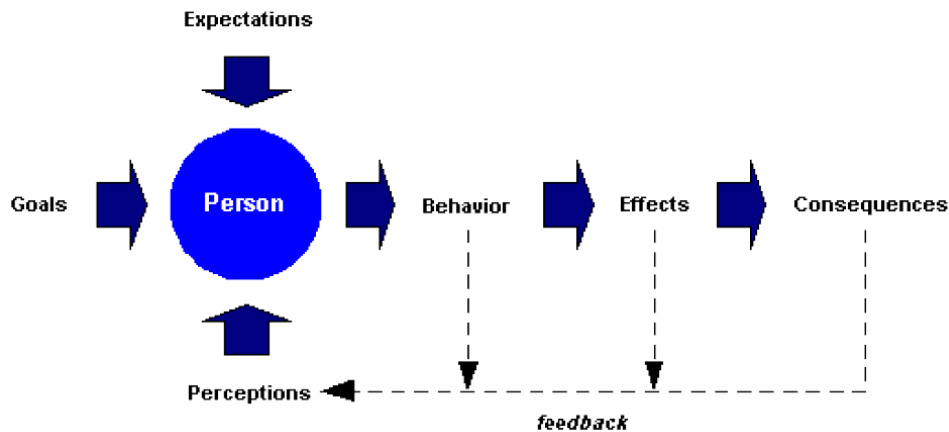 Expectations
Goals
Person
Behavior
Effects
Consequences
Perceptions
feedback